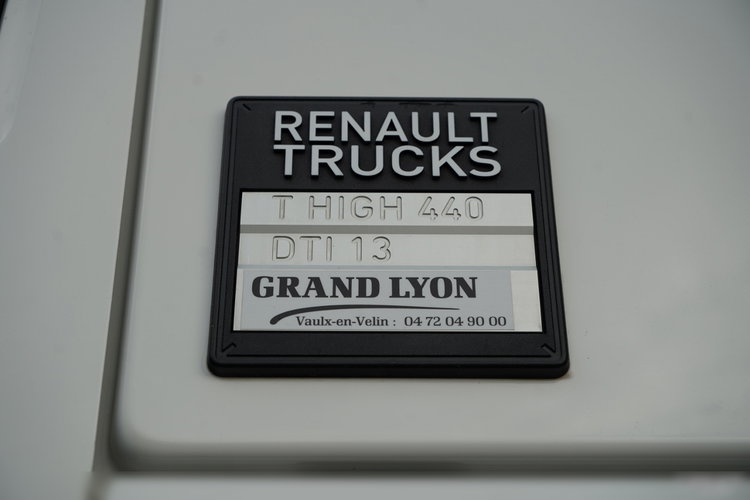 RENAULT
TRUCKS
T HIGH 440
DTI 13
GRAND LYON
Vaulx-en-Velin : 04 72 04 90 00